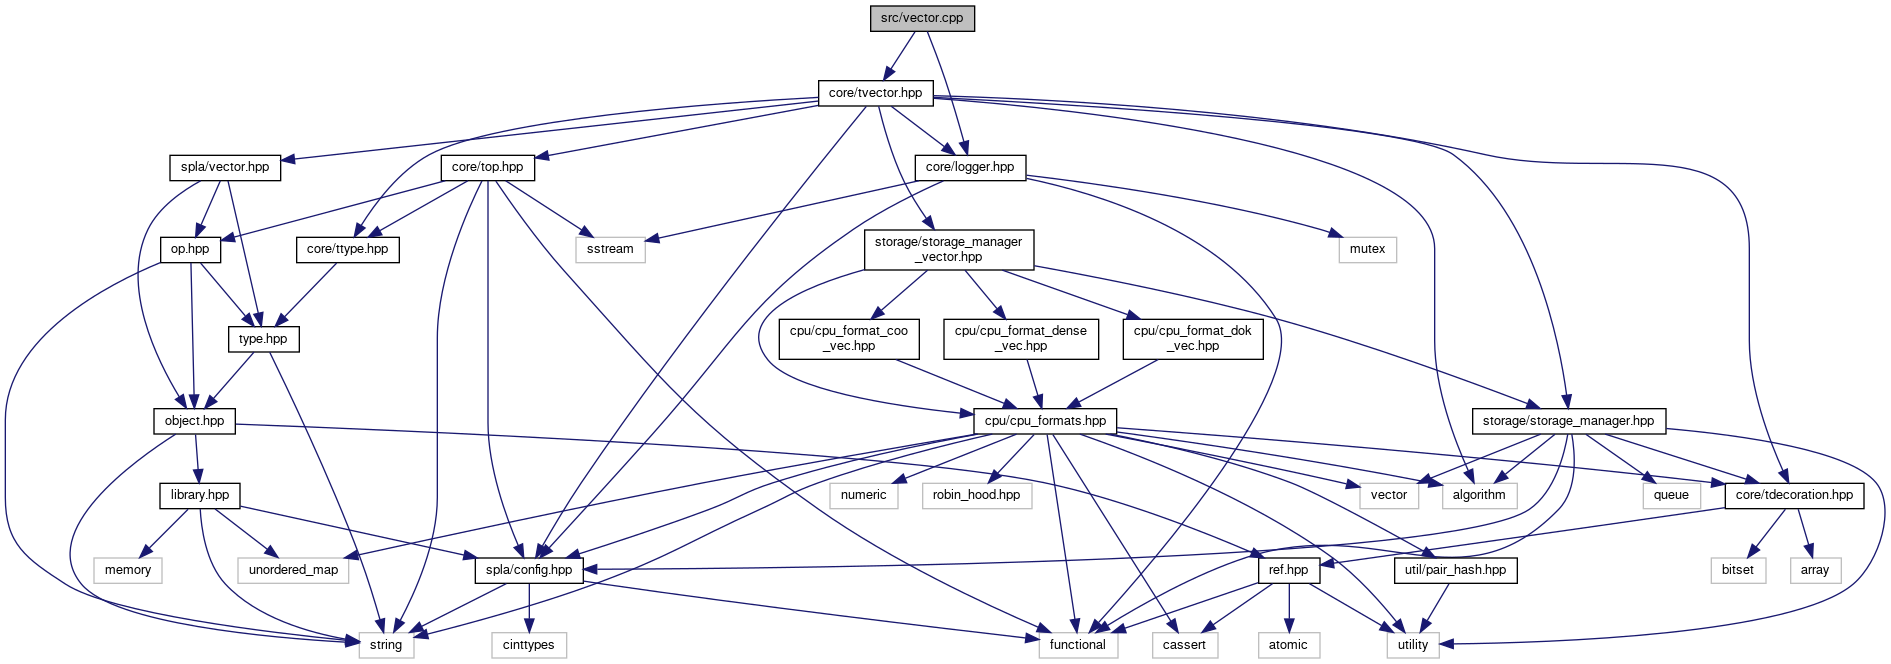 src/vector.cpp
core/tvector.hpp
spla/vector.hpp
core/top.hpp
core/logger.hpp
op.hpp
core/ttype.hpp
sstream
storage/storage_manager
_vector.hpp
mutex
type.hpp
cpu/cpu_format_coo
_vec.hpp
cpu/cpu_format_dense
_vec.hpp
cpu/cpu_format_dok
_vec.hpp
object.hpp
cpu/cpu_formats.hpp
storage/storage_manager.hpp
library.hpp
numeric
robin_hood.hpp
vector
algorithm
queue
core/tdecoration.hpp
memory
unordered_map
spla/config.hpp
ref.hpp
util/pair_hash.hpp
bitset
array
string
cinttypes
functional
cassert
atomic
utility